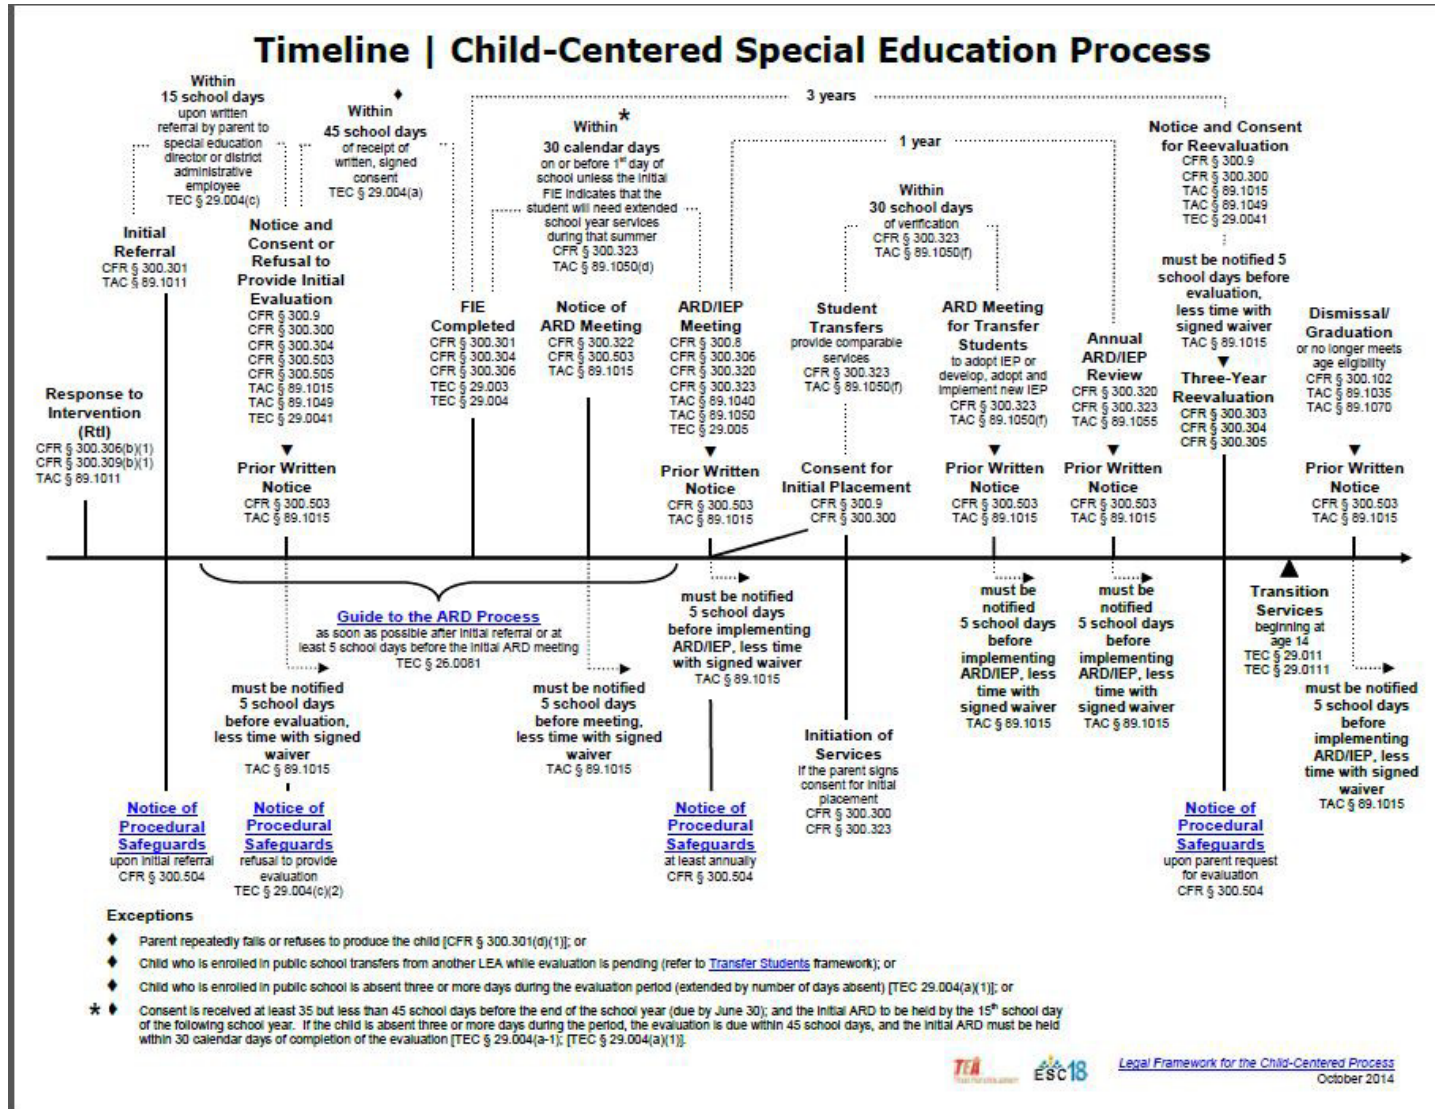 Timeline | Child-Centered Special Education Process
Within
15 school days
upon written
referral by parent to
special education
director or district
administrative
employee
TEC § 29.004(c)
♦
Within
45 school days
of receipt of
written, signed
consent
TEC § 29.004(a)
*
Within
30 calendar days
on or before 1st day of
school unless the initial
FIE indicates that the
student will need extended
school year services
during that summer
CFR § 300.323
TAC § 89.1050(d)
3 years
1 year
Within
30 school days
of verification
CFR § 300.323
TAC § 89.1050(f)
Notice and Consent
for Reevaluation
CFR § 300.9
CFR § 300.300
TAC § 89.1015
TAC § 89.1049
TEC § 29.0041
must be notified 5
school days before
evaluation,
less time with
signed waiver
TAC § 89.1015
Response to
Intervention
(RtI)
CFR § 300.306(b)(1)
CFR § 300.309(b)(1)
TAC § 89.1011
Initial
Referral
CFR § 300.301
TAC § 89.1011
Notice and
Consent or
Refusal to
Provide Initial
Evaluation
CFR § 300.9
CFR § 300.300
CFR § 300.304
CFR § 300.503
CFR § 300.505
TAC § 89.1015
TAC § 89.1049
TEC § 29.0041
Prior Written
Notice
CFR § 300.503
TAC § 89.1015
FIE
Completed
CFR § 300.301
CFR § 300.304
CFR § 300.306
TEC § 29.003
TEC § 29.004
Notice of
ARD Meeting
CFR § 300.322
CFR § 300.503
TAC § 89.1015
ARD/IEP
Meeting
CFR § 300.8
CFR § 300.306
CFR § 300.320
CFR § 300.323
TAC § 89.1040
TAC § 89.1050
TEC § 29.005
Prior Written
Notice
CFR § 300.503
TAC § 89.1015
Student
Transfers
provide comparable
services
CFR § 300.323
TAC § 89.1050(f)
Consent for
Initial Placement
CFR § 300.9
CFR § 300.300
ARD Meeting
for Transfer
Students
to adopt IEP or
develop, adopt and
implement new IEP
CFR § 300.323
TAC § 89.1050(f)
Prior Written
Notice
CFR § 300.503
TAC § 89.1015
Annual
ARD/IEP
Review
CFR § 300.320
CFR § 300.323
TAC § 89.1055
Prior Written
Notice
CFR § 300.503
TAC § 89.1015
Three-Year
Reevaluation
CFR § 300.303
CFR § 300.304
CFR § 300.305
Dismissal/
Graduation
or no longer meets
age eligibility
CFR § 300.102
TAC § 89.1035
TAC § 89.1070
Prior Written
Notice
CFR § 300.503
TAC § 89.1015
Guide to the ARD Process
as soon as possible after initial referral or at
least 5 school days before the initial ARD meeting
TEC § 26.0081
must be notified
5 school days
before evaluation,
less time with signed
waiver
TAC § 89.1015
must be notified
5 school days
before meeting,
less time with signed
waiver
TAC § 89.1015
must be notified
5 school days
before implementing
ARD/IEP, less time
with signed waiver
TAC § 89.1015
Initiation of
Services
if the parent signs
consent for initial
placement
CFR § 300.300
CFR § 300.323
must be
notified
5 school days
before
implementing
ARD/IEP, less
time with
signed waiver
TAC § 89.1015
must be
notified
5 school days
before
implementing
ARD/IEP, less
time with
signed waiver
TAC § 89.1015
Transition
Services
beginning at
age 14
TEC § 29.011
TEC § 29.0111
must be notified
5 school days
before
implementing
ARD/IEP, less
time with signed
waiver
TAC § 89.1015
Notice of
Procedural
Safeguards
upon initial referral
CFR § 300.504
Notice of
Procedural
Safeguards
refusal to provide
evaluation
TEC § 29.004(c)(2)
Notice of
Procedural
Safeguards
at least annually
CFR § 300.504
Notice of
Procedural
Safeguards
upon parent request
for evaluation
CFR § 300.504
Exceptions
♦ Parent repeatedly fails or refuses to produce the child [CFR § 300.301(d)(1)]; or
♦ Child who is enrolled in public school transfers from another LEA while evaluation is pending (refer to Transfer Students framework); or
♦ Child who is enrolled in public school is absent three or more days during the evaluation period (extended by number of days absent) [TEC 29.004(a)(1)]; or
* ♦ Consent is received at least 35 but less than 45 school days before the end of the school year (due by June 30); and the initial ARD to be held by the 15th school day
of the following school year. If the child is absent three or more days during the period, the evaluation is due within 45 school days, and the initial ARD must be held
within 30 calendar days of completion of the evaluation [TEC § 29.004(a-1); [TEC § 29.004(a)(1)].
TEA
ESC18
Legal Framework for the Child-Centered Process
October 2014